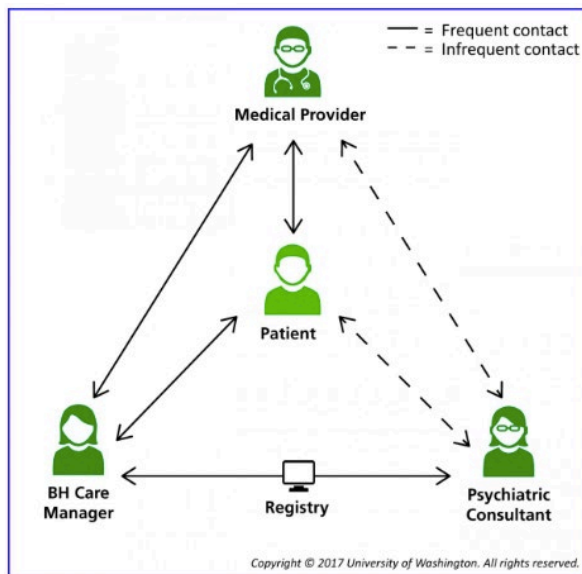 = Frequent contact
= Infrequent contact
Medical Provider
Patient
BH Care
Manager
Registry
Psychiatric
Consultant
Copyright © 2017 University of Washington. All rights reserved.